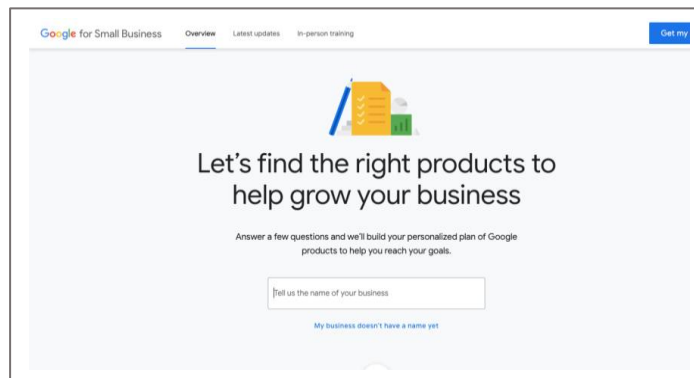 Google for Small Business Overview Latest updates In-person training Get my
Let's find the right products to
help grow your business
Answer a few questions and we'll build your personalized plan of Google
products to help you reach your goals.
Tell us the name of your business
My business doesn't have a name yet